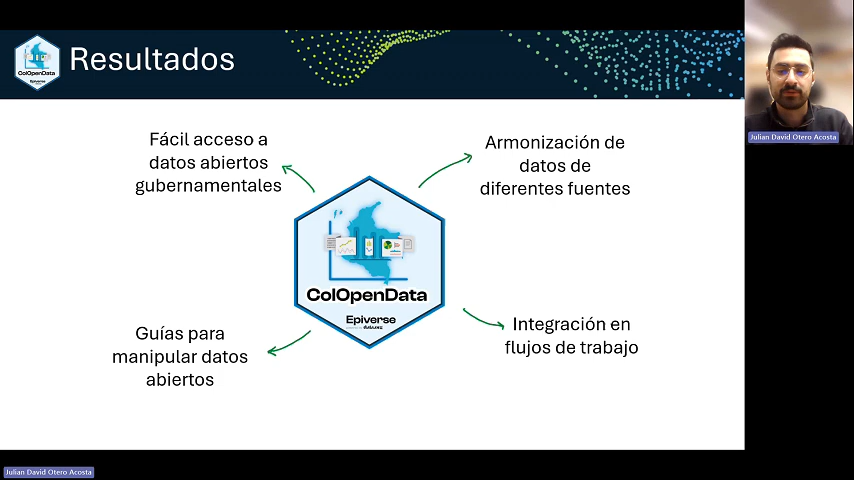 Resultados
ColOpenData
Epiverse
Fácil acceso a
datos abiertos
gubernamentales
Armonización de
datos de
diferentes fuentes
ColOpenData
Epiverse
Guías para
manipular datos
abiertos
Integración en
flujos de trabajo
Julian David Otero Acosta
Julian David Otero Acosta